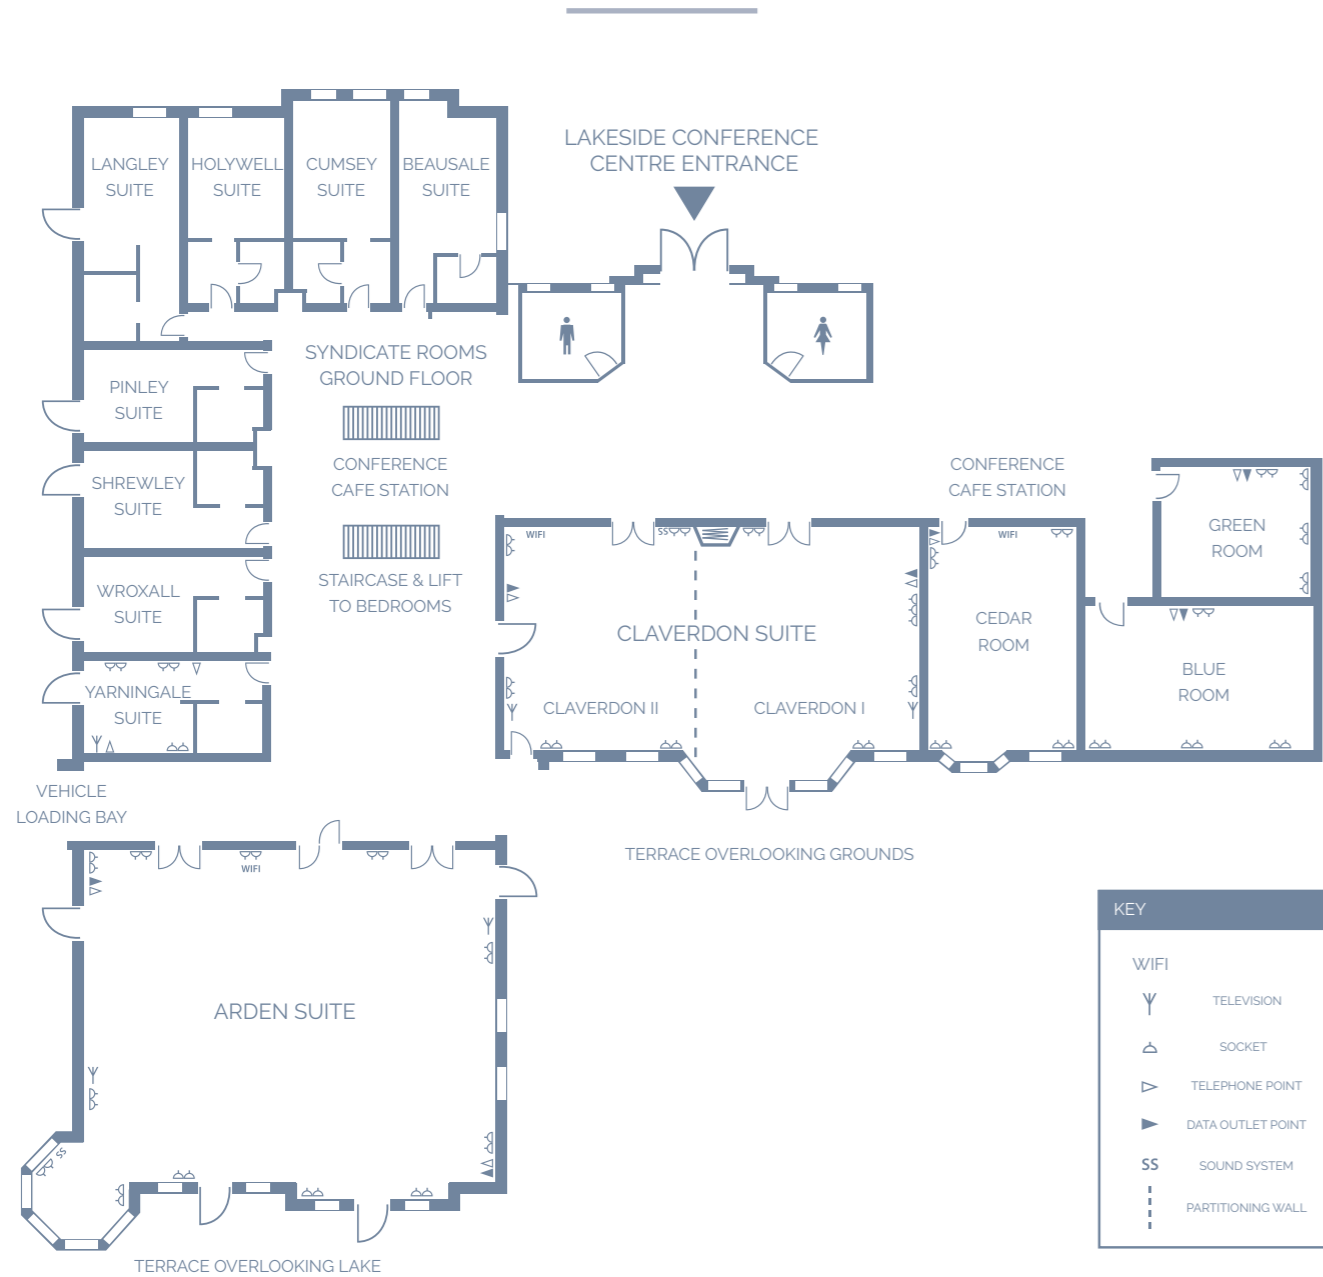 LAKESIDE CONFERENCE
CENTRE ENTRANCE
LANGLEY
SUITE
HOLYWELL
SUITE
CUMSEY
SUITE
BEAUSALE
SUITE
SYNDICATE ROOMS
GROUND FLOOR
PINLEY
SUITE
CONFERENCE
CAFE STATION
SHREWLEY
SUITE
STAIRCASE & LIFT
TO BEDROOMS
WROXALL
SUITE
YARNINGALE
SUITE
VEHICLE
LOADING BAY
CONFERENCE
CAFE STATION
WIFI
SS
CLAVERDON SUITE
CLAVERDON II
CLAVERDON I
WIFI
CEDAR
ROOM
GREEN
ROOM
BLUE
ROOM
TERRACE OVERLOOKING GROUNDS
WIFI
ARDEN SUITE
SS
TERRACE OVERLOOKING LAKE
KEY
WIFI
TELEVISION
SOCKET
TELEPHONE POINT
DATA OUTLET POINT
SS SOUND SYSTEM
PARTITIONING WALL